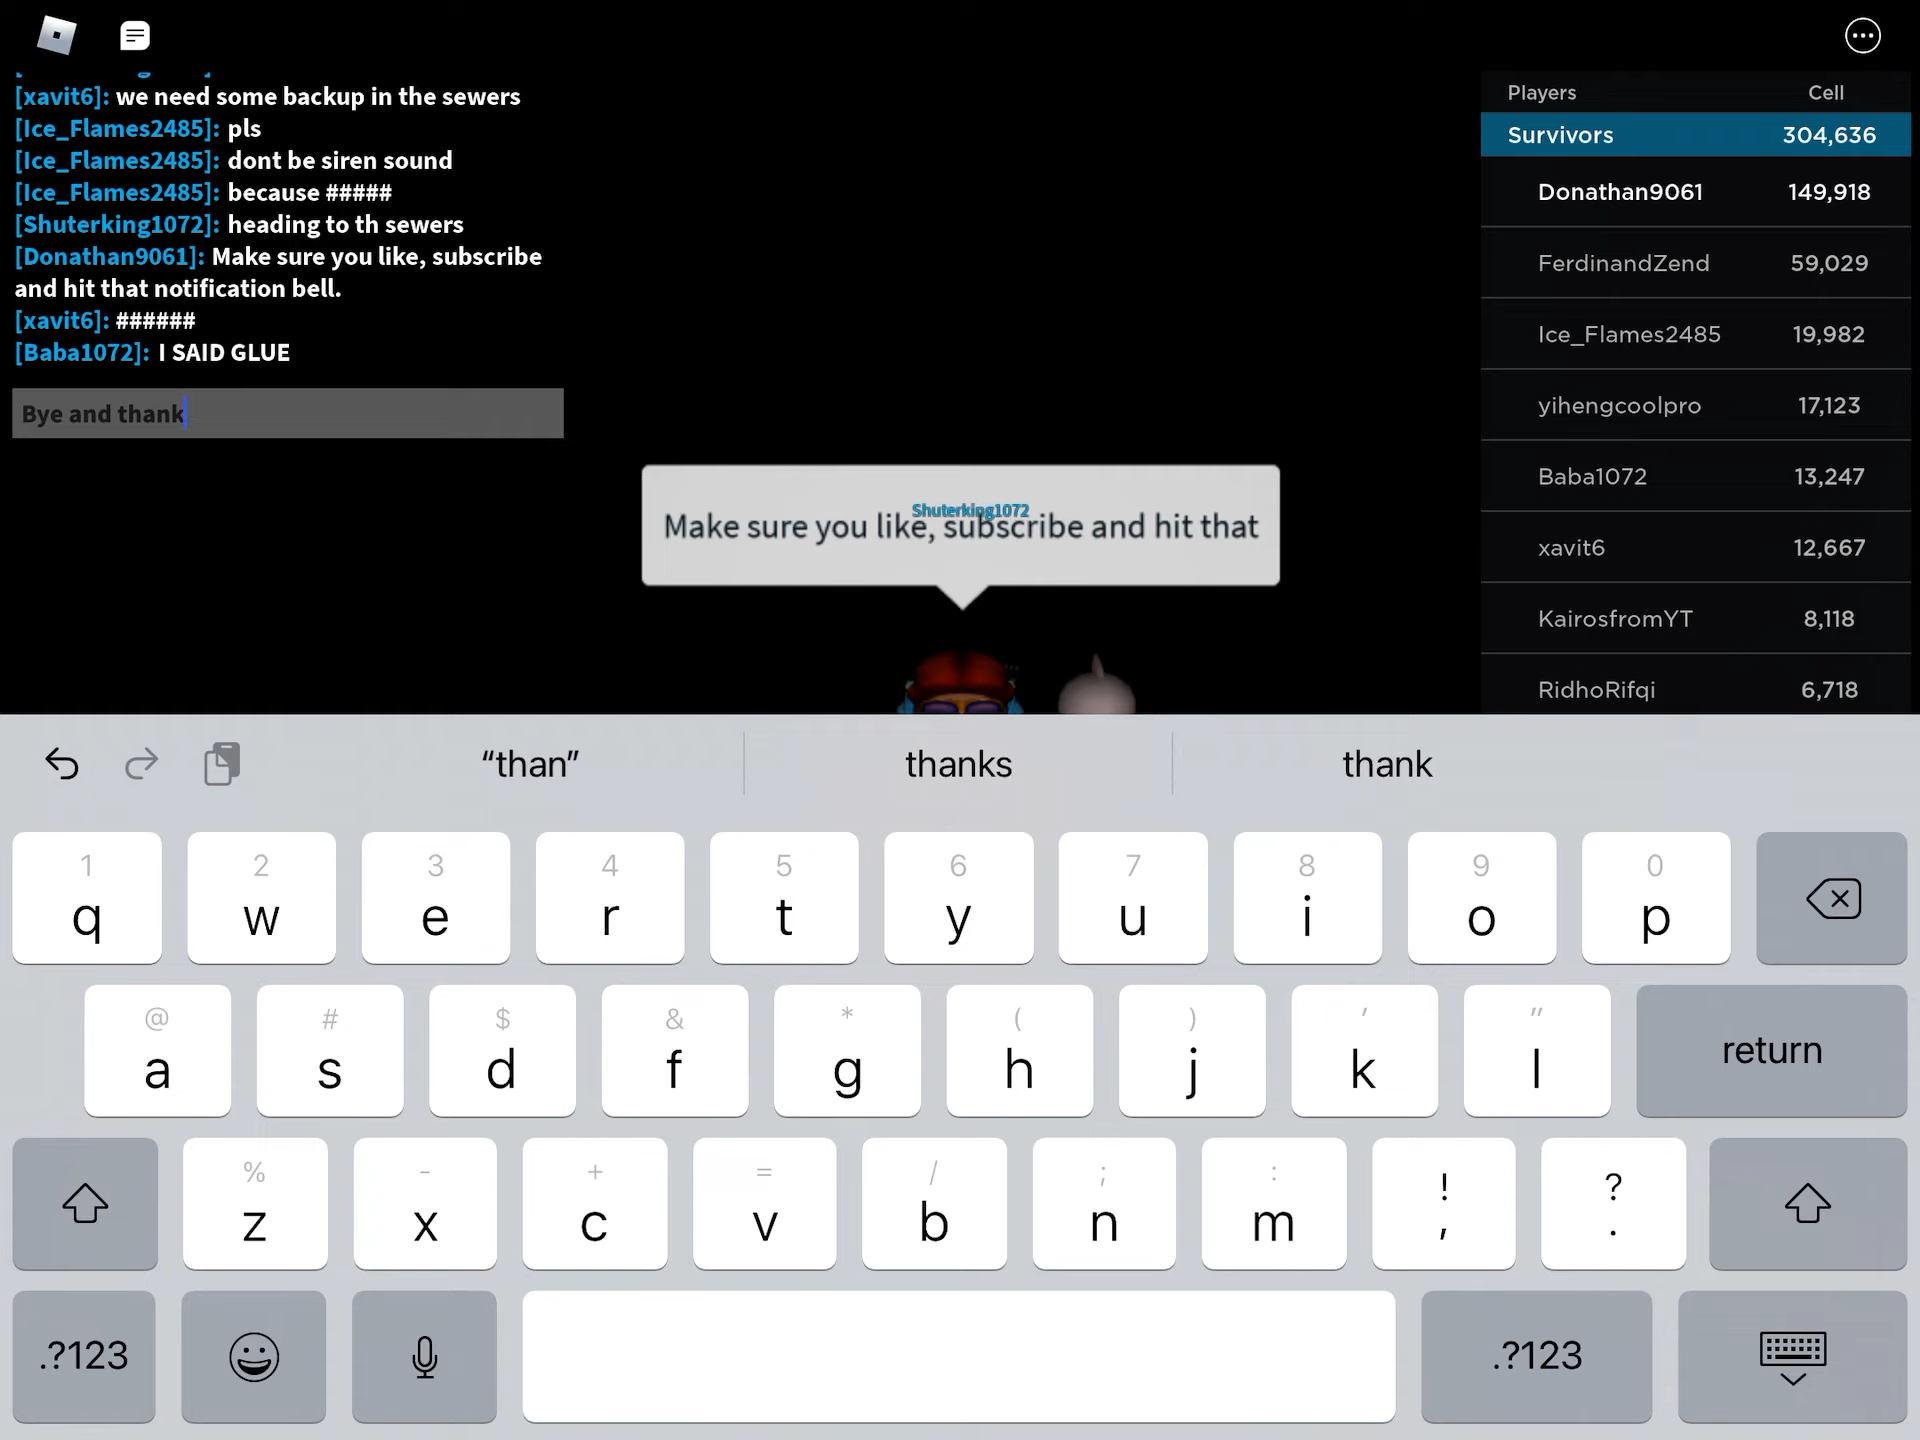 [xavit6]: we need some backup in the sewers
[Ice_Flames2485]: pls
[Ice_Flames2485]: dont be siren sound
[Ice_Flames2485]: because #####
[Shuterking1072]: heading to th sewers
[Donathan9061]: Make sure you like, subscribe
and hit that notification bell.
[xavit6]: ######
[Baba1072]: I SAID GLUE
Bye and thank
Shuterking1072
Make sure you like, subscribe and hit that
Players Cell
Survivors 304,636
Donathan9061 149,918
FerdinandZend 59,029
Ice_Flames2485 19,982
yihengcoolpro 17,123
Baba1072 13,247
xavit6 12,667
KairosfromYT 8,118
RidhoRifqi 6,718
“than” thanks thank
1 2 3 4 5 6 7 8 9 0
q w e r t y u i o p
@ # $ & * ( ) ' "
a s d f g h j k l return
% - + = / ; : ! ?
z x c v b n m , .
.?123 .?123